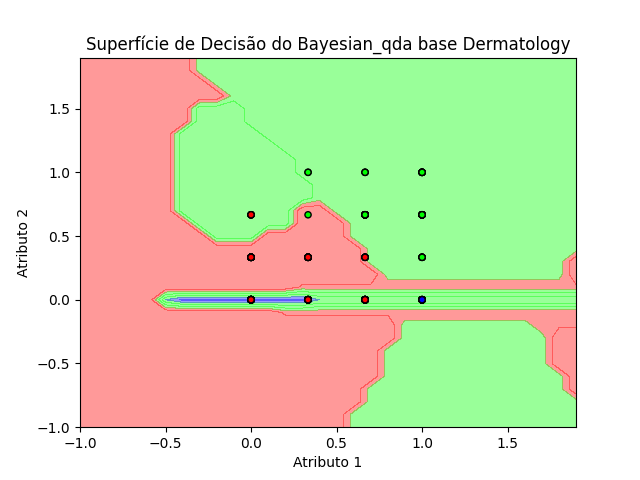 Superfície de Decisão do Bayesian_qda base Dermatology
Atributo 2
1.5
1.0
0.5
0.0
−0.5
−1.0
−1.0 −0.5 0.0 0.5 1.0 1.5
Atributo 1